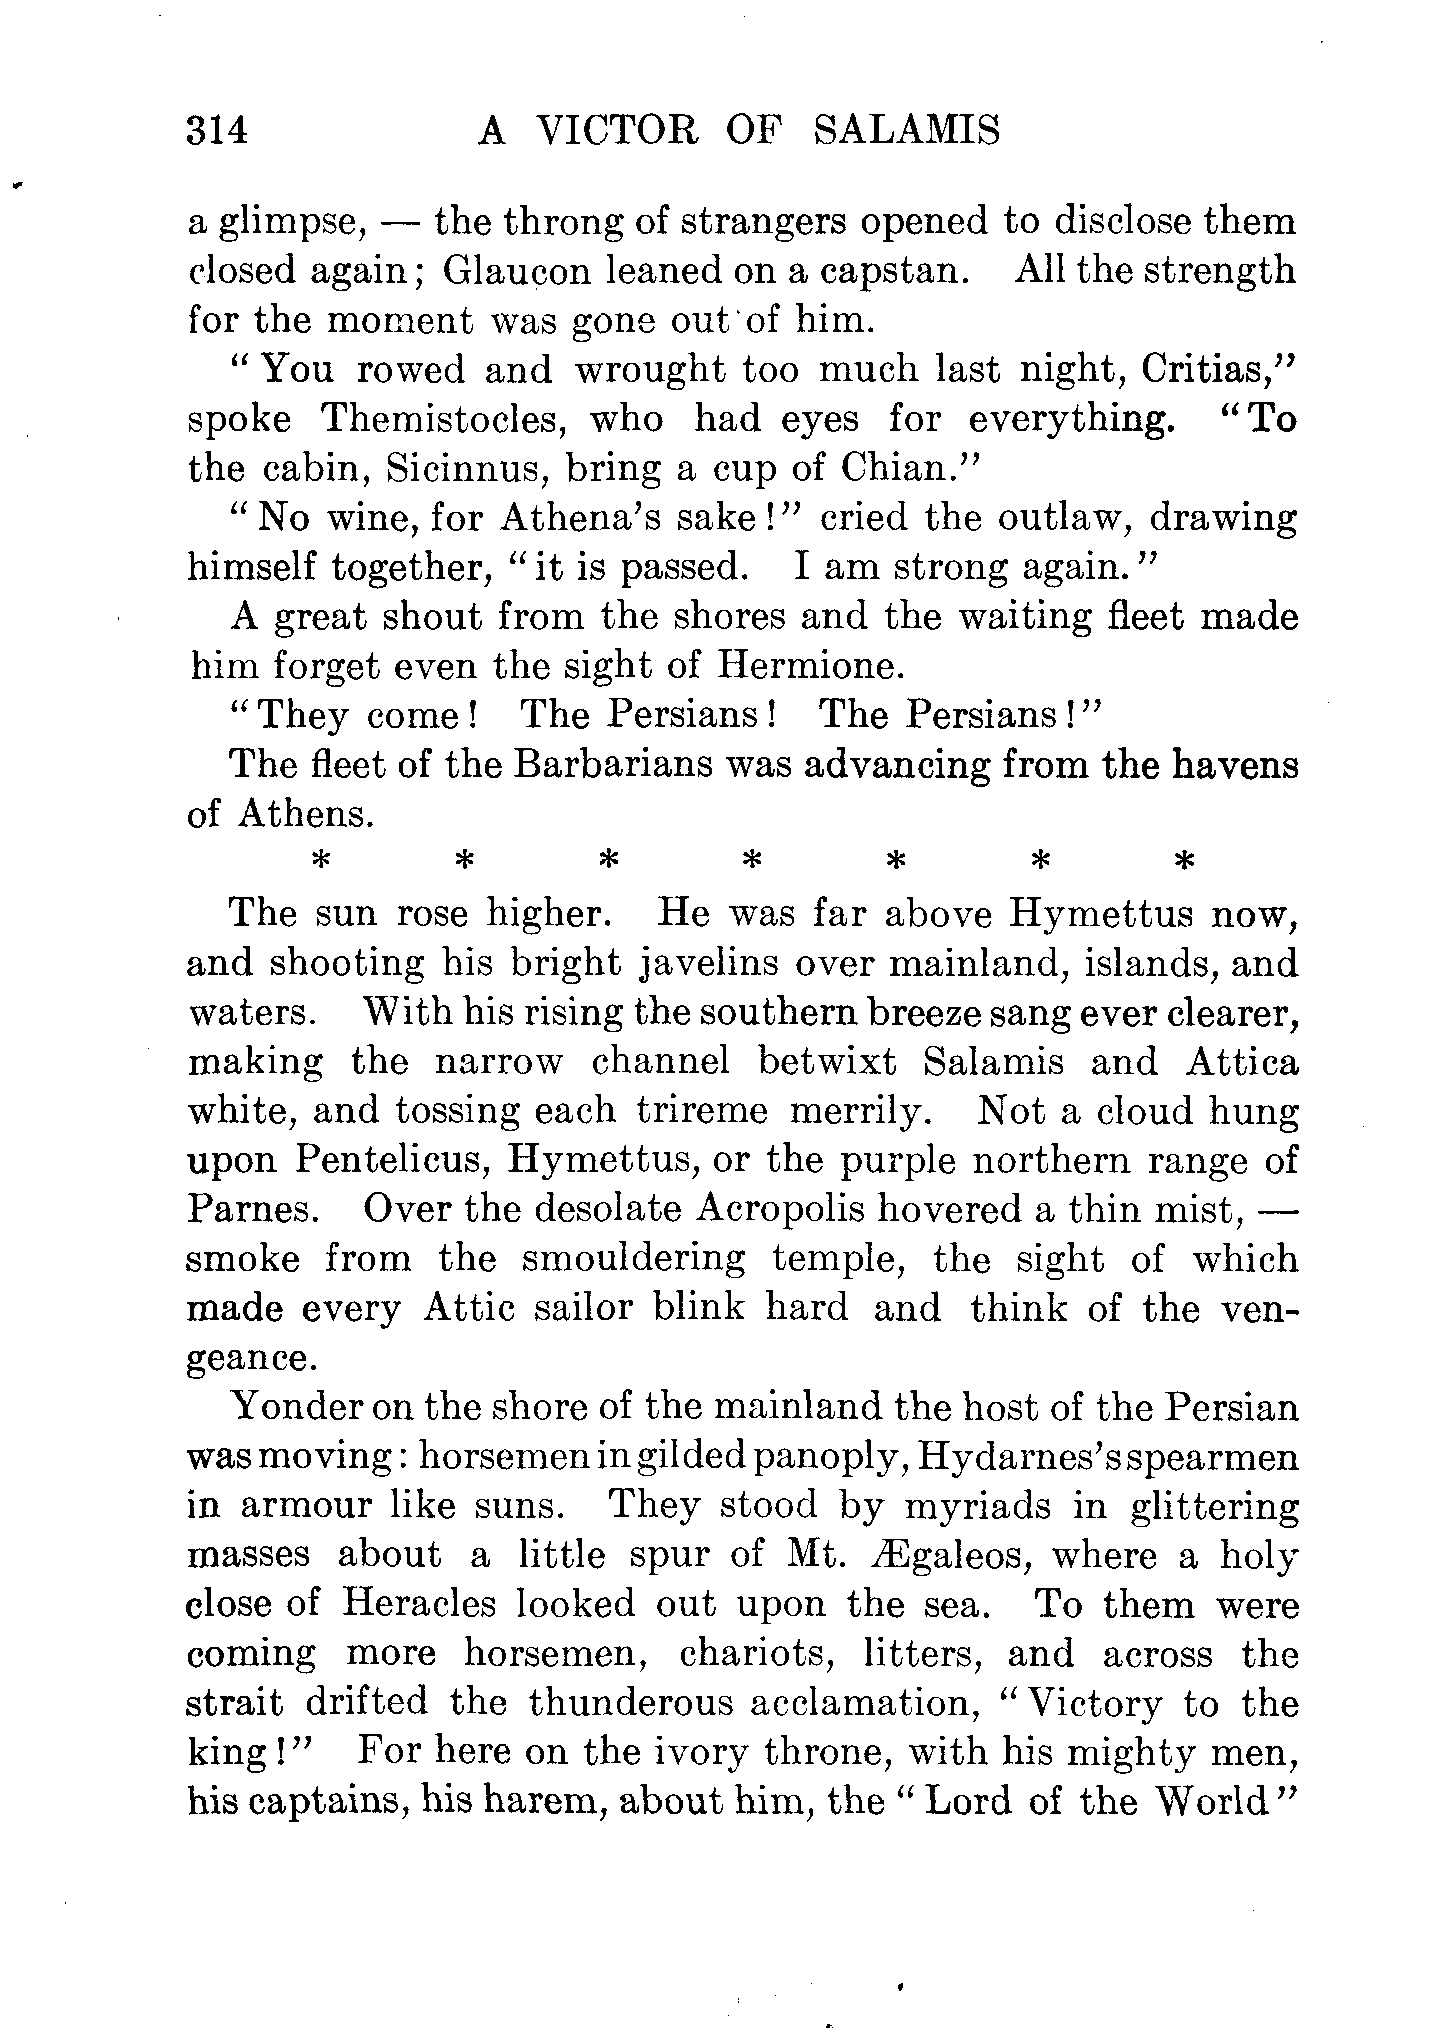 314 A VICTOR OF SALAMIS
a glimpse, — the throng of strangers opened to disclose them
closed again; Glaucon leaned on a capstan. All the strength
for the moment was gone out of him.
“ You rowed and wrought too much last night, Critias,”
spoke Themistocles, who had eyes for everything. “ To
the cabin, Sicinnus, bring a cup of Chian.”
“ No wine, for Athena’s sake !” cried the outlaw, drawing
himself together, “ it is passed. I am strong again.”
A great shout from the shores and the waiting fleet made
him forget even the sight of Hermione.
“ They come ! The Persians ! The Persians !”
The fleet of the Barbarians was advancing from the havens
of Athens.
* * * * * * *
The sun rose higher. He was far above Hymettus now,
and shooting his bright javelins over mainland, islands, and
waters. With his rising the southern breeze sang ever clearer,
making the narrow channel betwixt Salamis and Attica
white, and tossing each trireme merrily. Not a cloud hung
upon Pentelicus, Hymettus, or the purple northern range of
Parnes. Over the desolate Acropolis hovered a thin mist, —
smoke from the smouldering temple, the sight of which
made every Attic sailor blink hard and think of the ven-
geance.
Yonder on the shore of the mainland the host of the Persian
was moving : horsemen in gilded panoply, Hydarnes’s spearmen
in armour like suns. They stood by myriads in glittering
masses about a little spur of Mt. Ægaleos, where a holy
close of Heracles looked out upon the sea. To them were
coming more horsemen, chariots, litters, and across the
strait drifted the thunderous acclamation, “ Victory to the
king !” For here on the ivory throne, with his mighty men,
his captains, his harem, about him, the “ Lord of the World ”